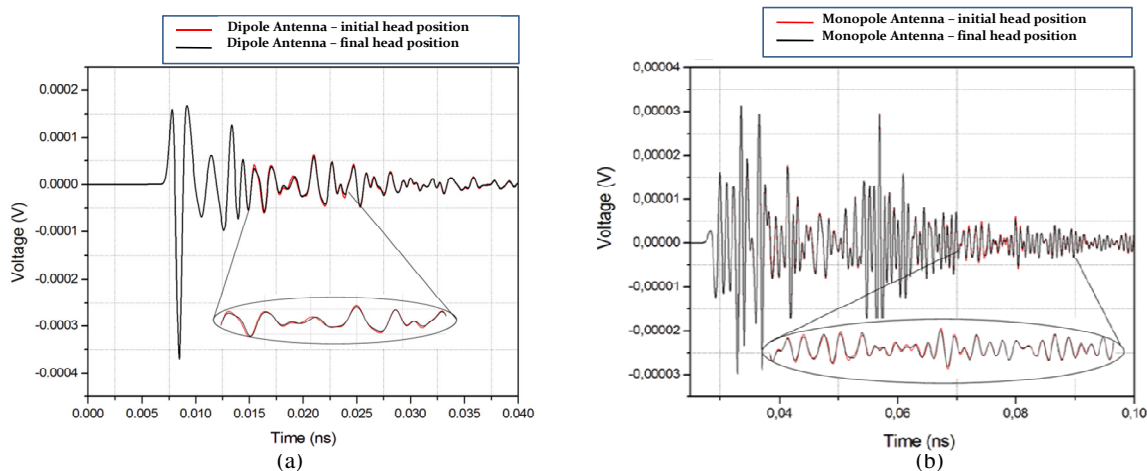 Dipole Antenna – initial head position
Dipole Antenna – final head position
0.0002
0.0001
0.0000
-0.0001
-0.0002
-0.0003
-0.0004
Voltage (V)
0.000 0.005 0.010 0.015 0.020 0.025 0.030 0.035 0.040
Time (ns)
(a)
Monopole Antenna – initial head position
Monopole Antenna – final head position
0,00004
0,00003
0,00002
0,00001
0,00000
-0,00001
-0,00002
-0,00003
Voltage (V)
0,04 0,06 0,08 0,10
Time (ns)
(b)